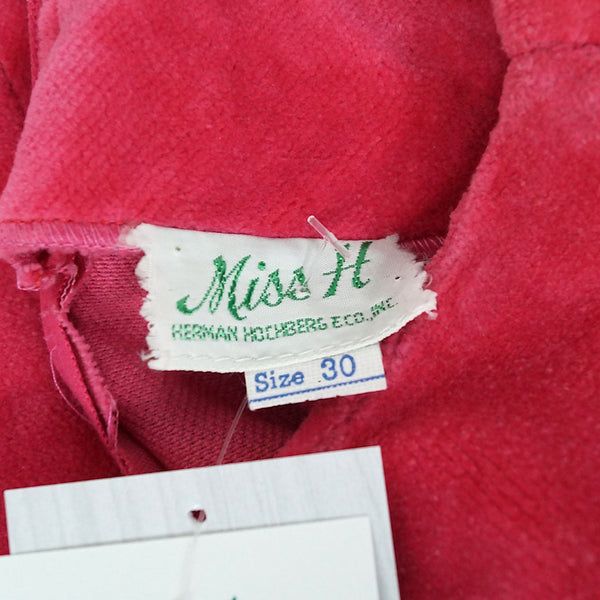 Miss H
HERMAN HOCHBERG & CO., INC.
Size 30